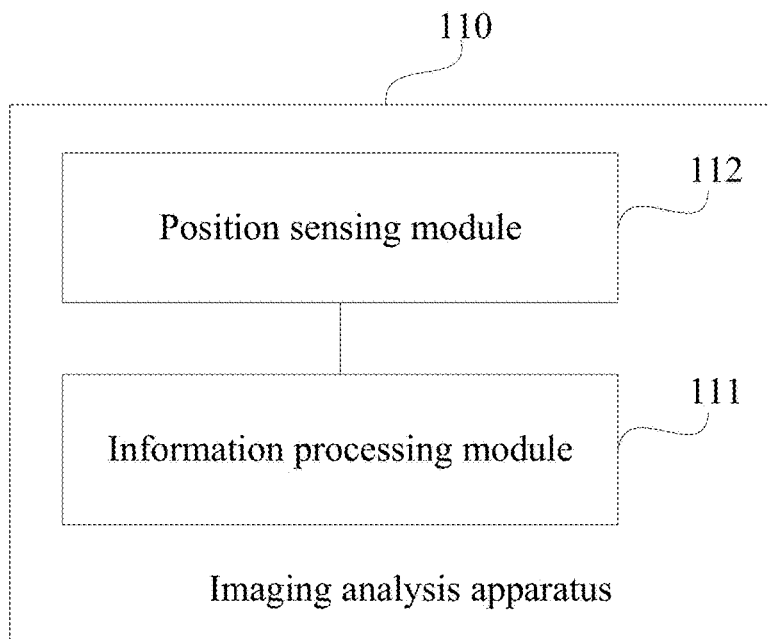 110
112
Position sensing module
111
Information processing module
Imaging analysis apparatus